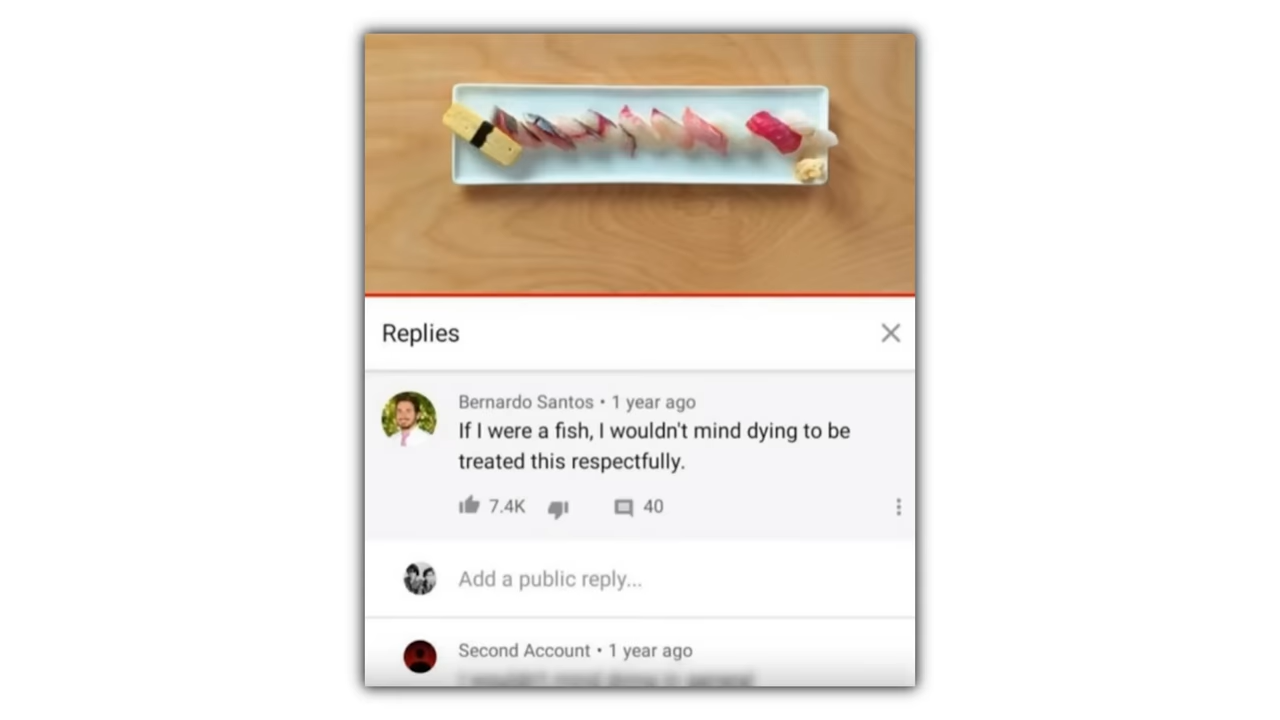 Replies
Bernardo Santos • 1 year ago
If I were a fish, I wouldn't mind dying to be
treated this respectfully.
7.4K 40
Add a public reply...
Second Account • 1 year ago